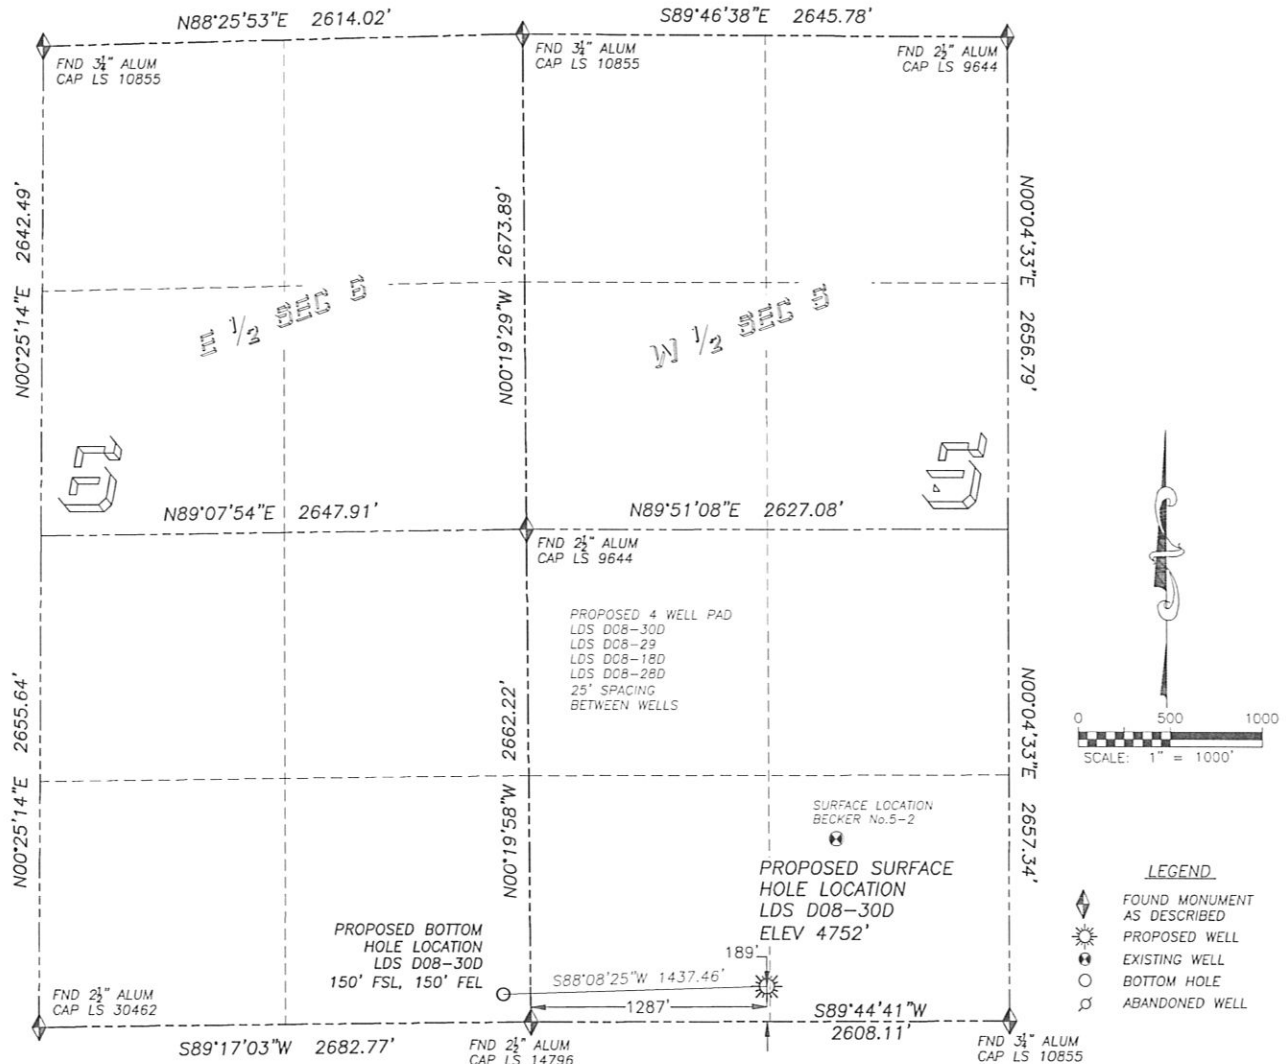 N88°25'53"E 2614.02'
S89°46'38"E 2645.78'
FND 3¼" ALUM
CAP LS 10855
FND 3¼" ALUM
CAP LS 10855
FND 2½" ALUM
CAP LS 9644
N00°25'14"E 2642.49'
N00°19'29"W 2673.89'
N00°04'33"E 2656.79'
E ½ SEC 6
W ½ SEC 5
N89°07'54"E 2647.91'
N89°51'08"E 2627.08'
FND 2½" ALUM
CAP LS 9644
PROPOSED 4 WELL PAD
LDS D08-30D
LDS D08-29
LDS D08-18D
LDS D08-28D
25' SPACING
BETWEEN WELLS
0 500 1000
SCALE: 1" = 1000'
N00°25'14"E 2655.64'
N00°19'58"W 2662.22'
N00°04'33"E 2657.34'
SURFACE LOCATION
BECKER No.5-2
PROPOSED SURFACE
HOLE LOCATION
LDS D08-30D
ELEV 4752'
189'
PROPOSED BOTTOM
HOLE LOCATION
LDS D08-30D
150' FSL, 150' FEL
S88°08'25"W 1437.46'
1287'
FND 2½" ALUM
CAP LS 30462
S89°17'03"W 2682.77'
FND 2½" ALUM
CAP LS 14796
S89°44'41"W
2608.11'
FND 3¼" ALUM
CAP LS 10855
LEGEND
FOUND MONUMENT
AS DESCRIBED
PROPOSED WELL
EXISTING WELL
BOTTOM HOLE
ABANDONED WELL